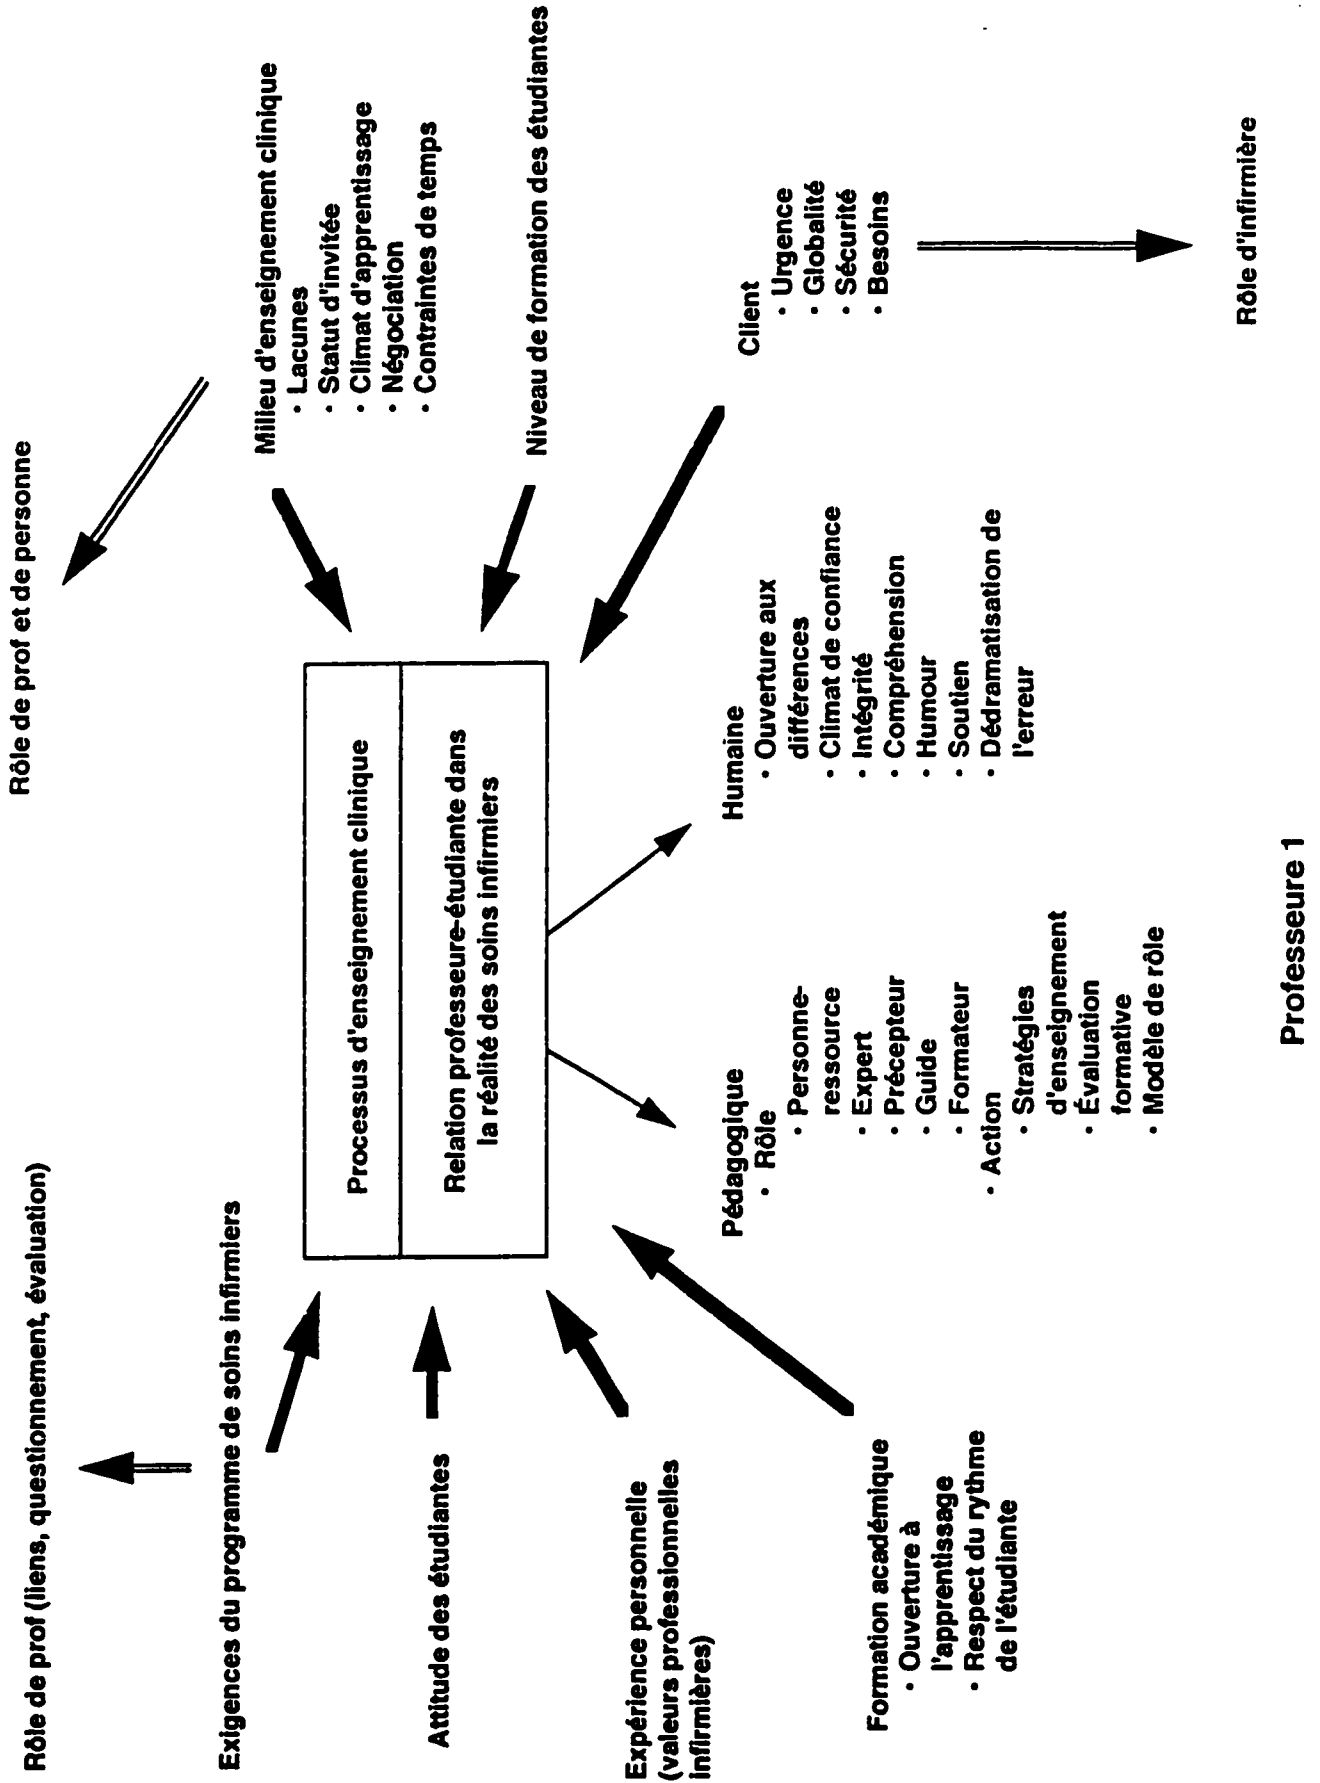 Rôle de prof (liens, questionnement, évaluation)
Rôle de prof et de personne
Exigences du programme de soins infirmiers
Milieu d'enseignement clinique
• Lacunes
• Statut d'invitée
• Climat d'apprentissage
• Négociation
• Contraintes de temps
Processus d'enseignement clinique
Attitude des étudiantes
Relation professeure-étudiante dans
la réalité des soins infirmiers
Niveau de formation des étudiantes
Expérience personnelle
(valeurs professionnelles
infirmières)
Pédagogique
• Rôle
• Personne-
ressource
• Expert
• Précepteur
• Guide
• Formateur
• Action
• Stratégies
d'enseignement
• Évaluation
formative
• Modèle de rôle
Humaine
• Ouverture aux
différences
• Climat de confiance
• Intégrité
• Compréhension
• Humour
• Soutien
• Dédramatisation de
l'erreur
Client
• Urgence
• Globalité
• Sécurité
• Besoins
Formation académique
• Ouverture à
l'apprentissage
• Respect du rythme
de l'étudiante
Rôle d'infirmière
Professeure 1